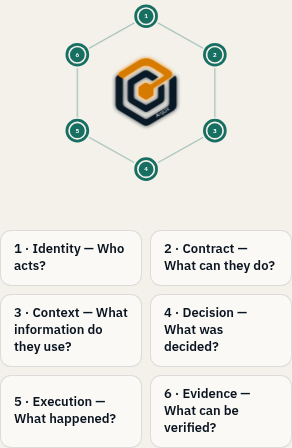 1
2
3
4
5
6
1 · Identity — Who
acts?
2 · Contract —
What can they do?
3 · Context — What
information do
they use?
4 · Decision —
What was
decided?
5 · Execution —
What happened?
6 · Evidence —
What can be
verified?